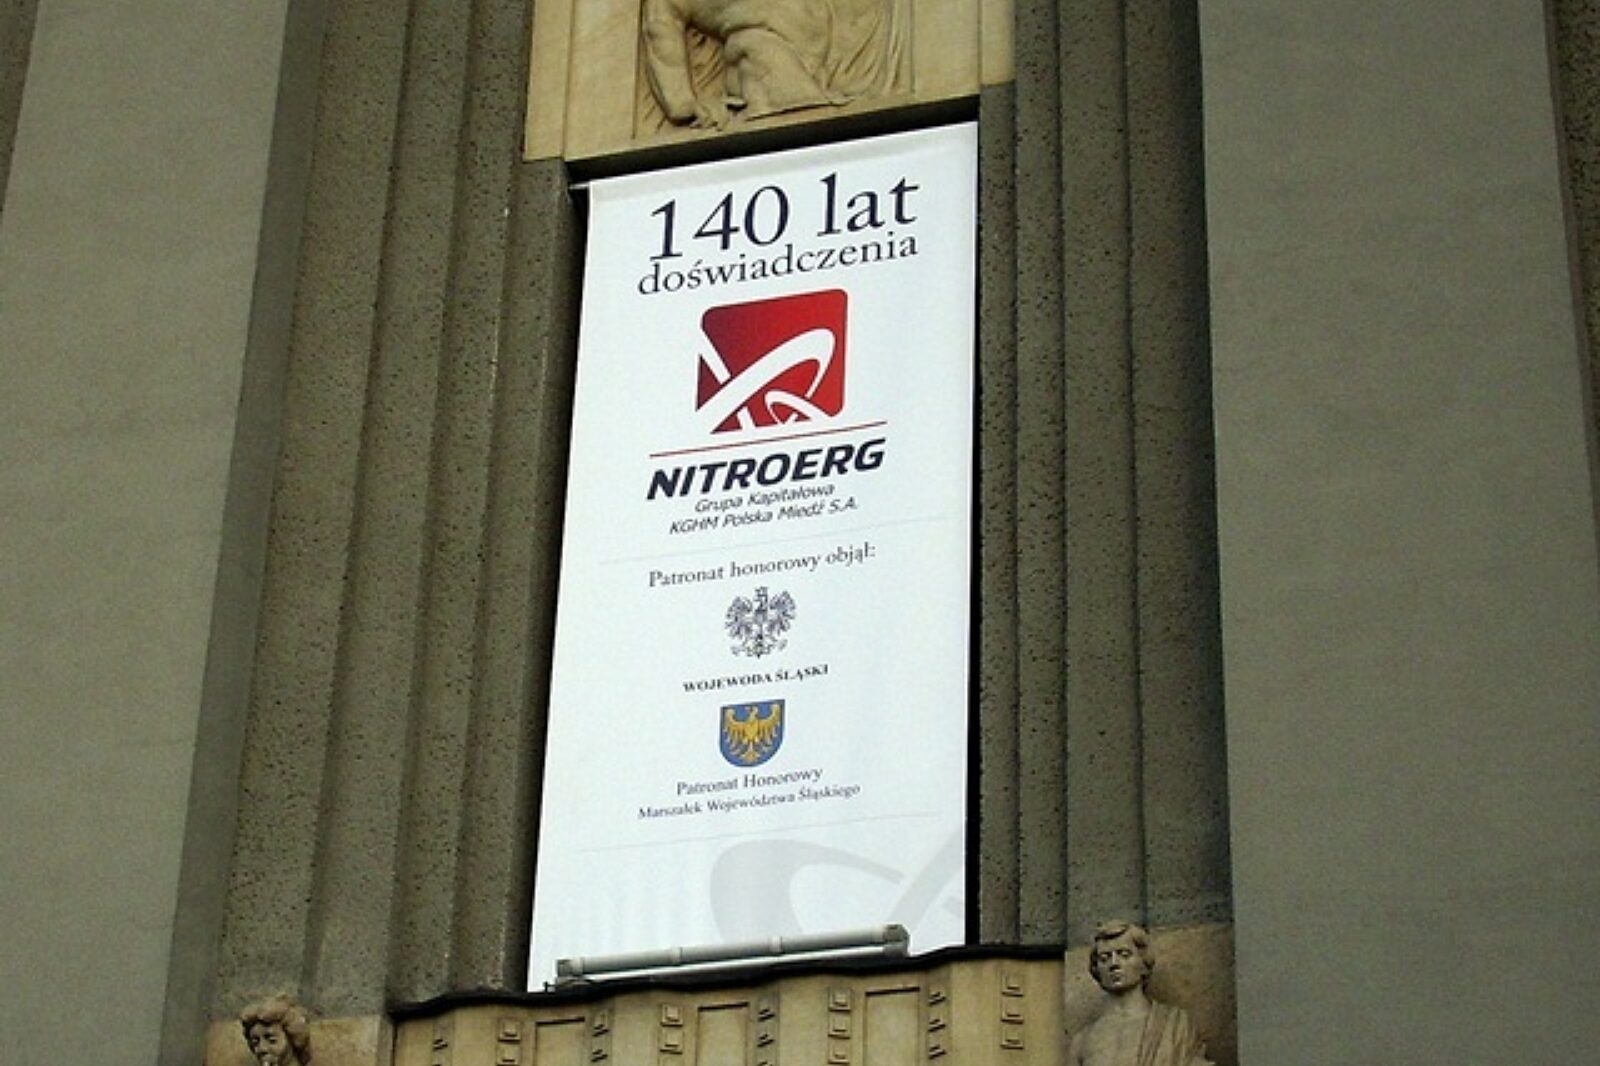 140 lat
doświadczenia
NITROERG
Grupa Kapitałowa
KGHM Polska Miedź S.A.
Patronat honorowy objął:
WOJEWODA ŚLĄSKI
Patronat Honorowy
Marszałek Województwa Śląskiego